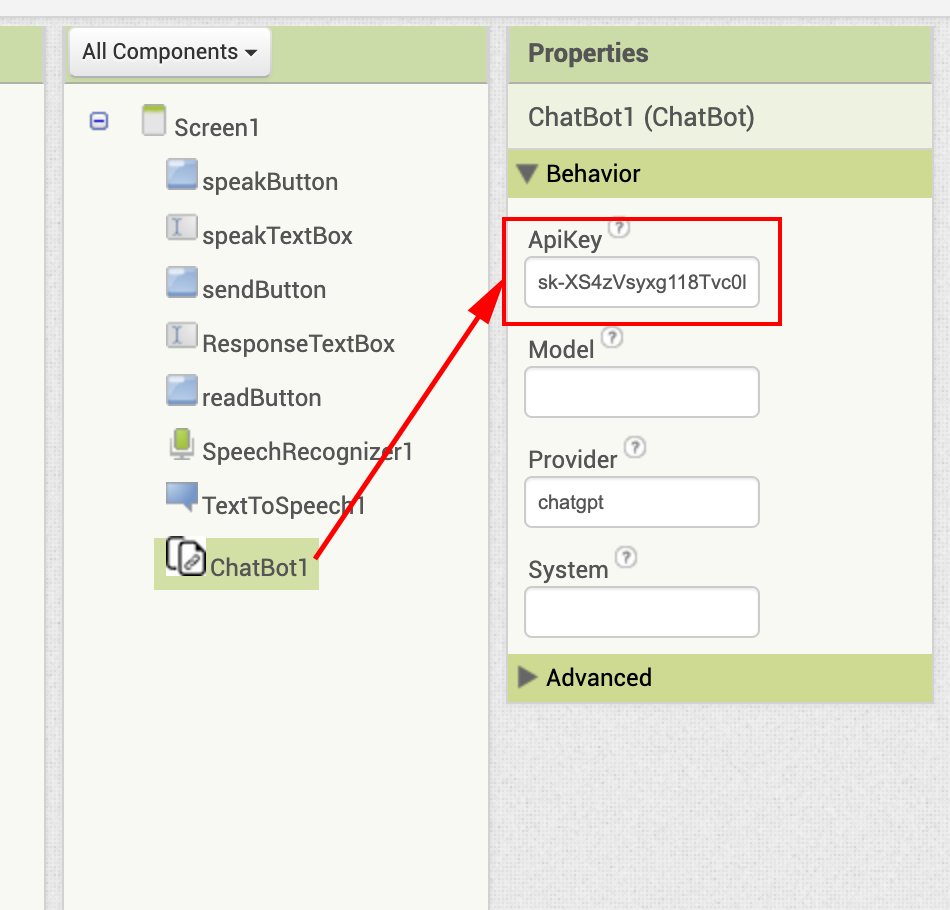 All Components
Screen1
speakButton
speakTextBox
sendButton
ResponseTextBox
readButton
SpeechRecognizer1
TextToSpeech1
ChatBot1
Properties
ChatBot1 (ChatBot)
Behavior
ApiKey ?
sk-XS4zVsyxg118Tvc0l
Model ?
Provider ?
chatgpt
System ?
Advanced